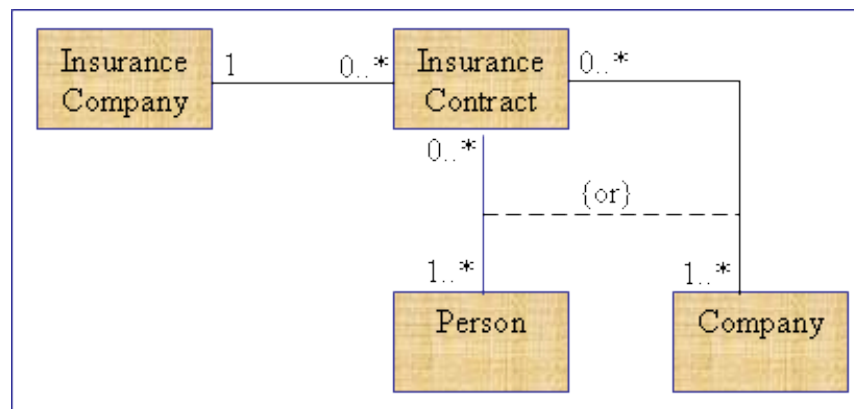 Insurance
Company
1
0..*
Insurance
Contract
0..*
0..*
{or}
1..*
1..*
Person
Company